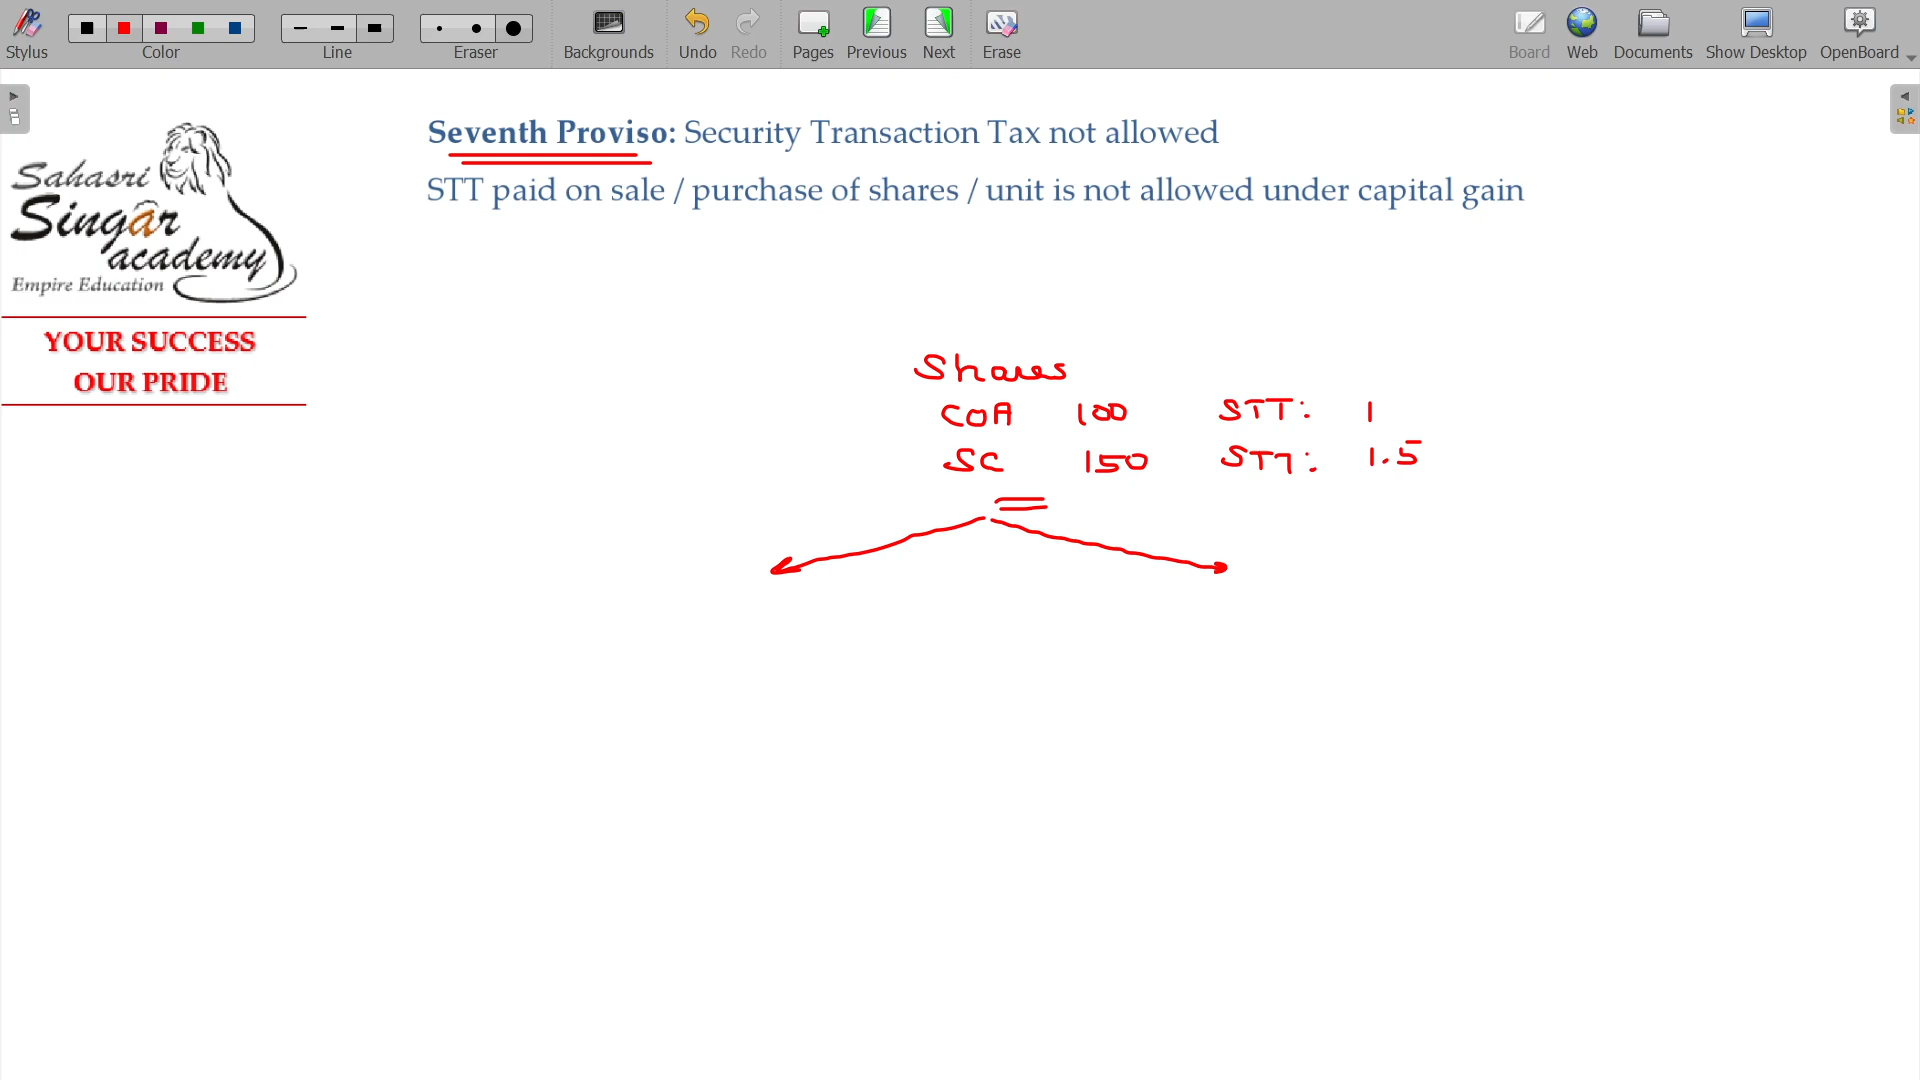 Stylus Color Line Eraser Backgrounds Undo Redo Pages Previous Next Erase Board Web Documents Show Desktop OpenBoard
Seventh Proviso: Security Transaction Tax not allowed
STT paid on sale / purchase of shares / unit is not allowed under capital gain
Sahasri
Singar
academy
Empire Education
YOUR SUCCESS
OUR PRIDE
Shares
COA 100 STT: 1
SC 150 STT: 1.5